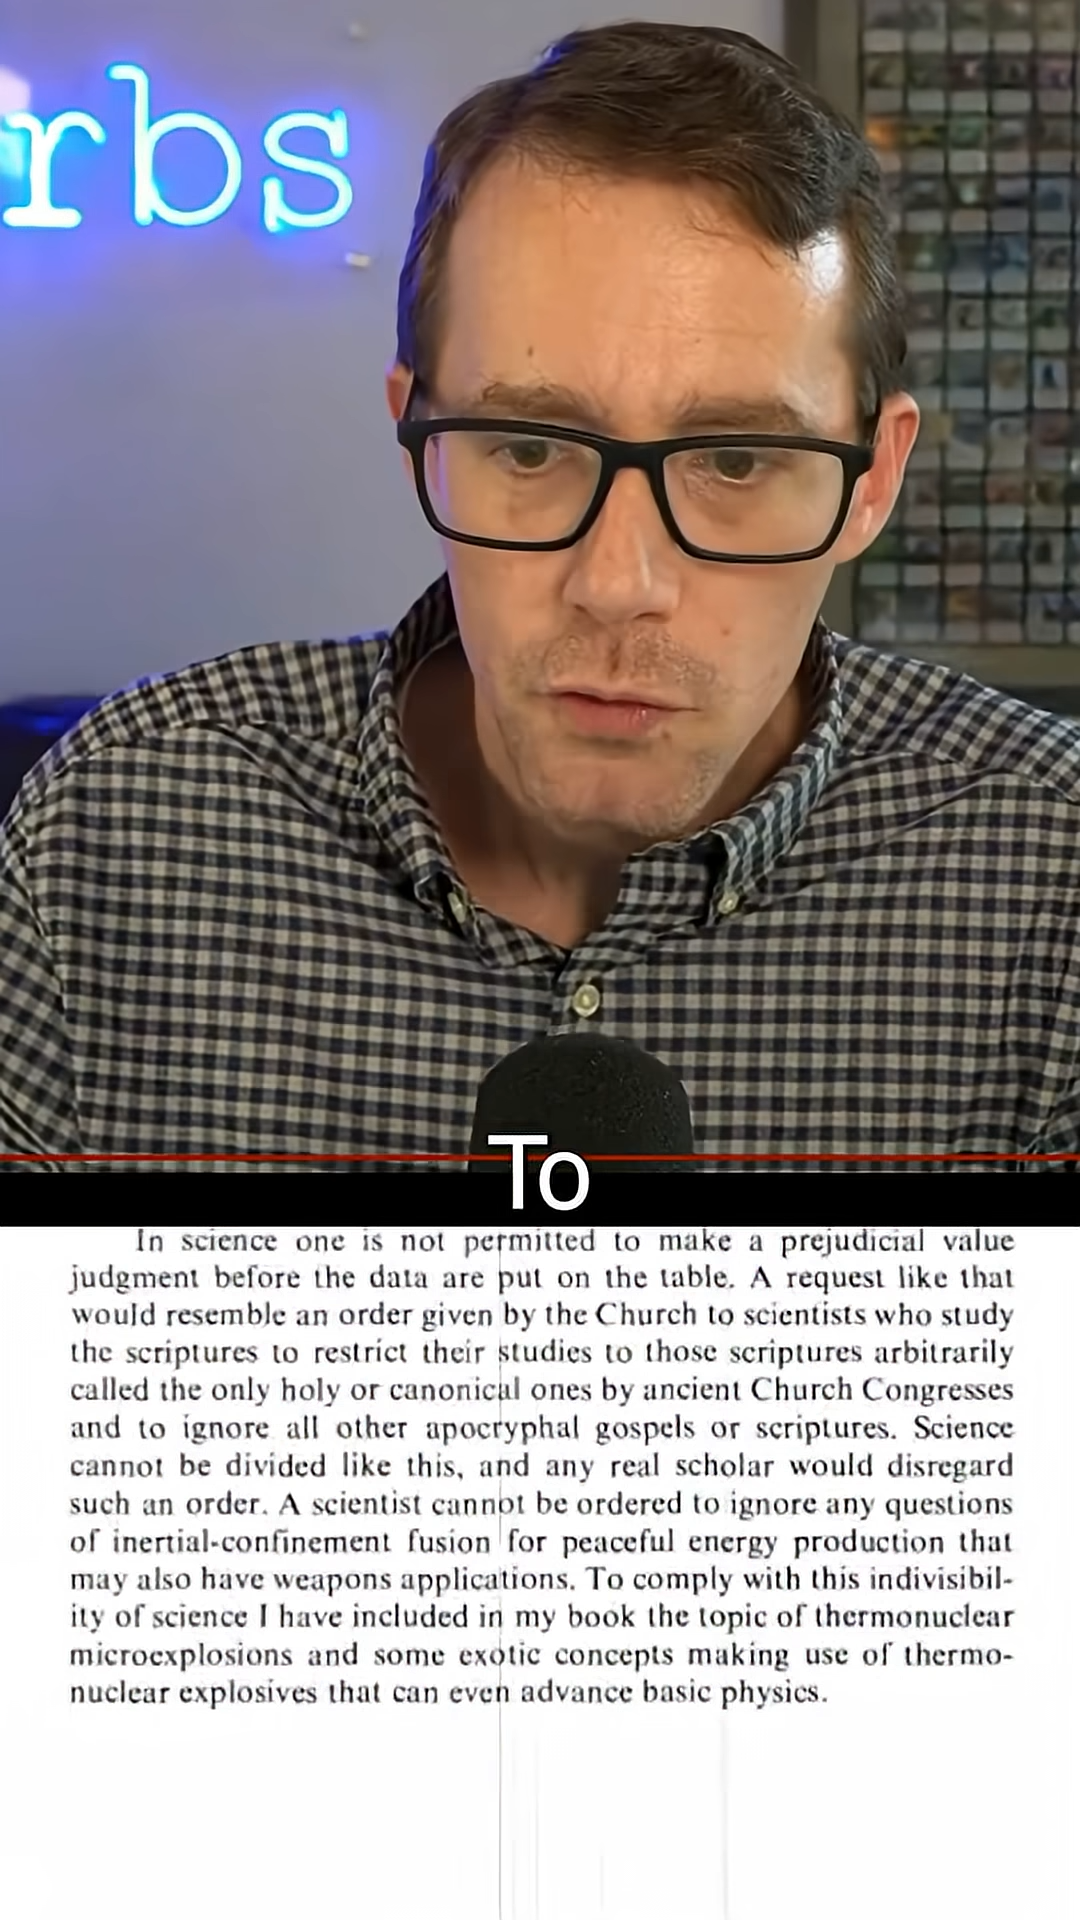 rbs
To
In science one is not permitted to make a prejudicial value
judgment before the data are put on the table. A request like that
would resemble an order given by the Church to scientists who study
the scriptures to restrict their studies to those scriptures arbitrarily
called the only holy or canonical ones by ancient Church Congresses
and to ignore all other apocryphal gospels or scriptures. Science
cannot be divided like this, and any real scholar would disregard
such an order. A scientist cannot be ordered to ignore any questions
of inertial-confinement fusion for peaceful energy production that
may also have weapons applications. To comply with this indivisibil-
ity of science I have included in my book the topic of thermonuclear
microexplosions and some exotic concepts making use of thermo-
nuclear explosives that can even advance basic physics.